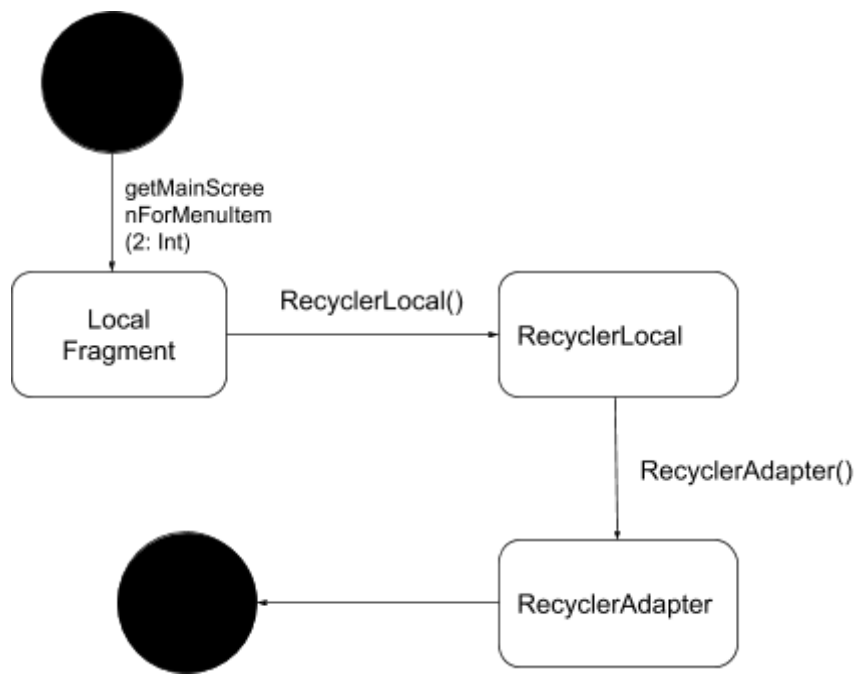 getMainScree
nForMenuItem
(2: Int)
Local
Fragment
RecyclerLocal()
RecyclerLocal
RecyclerAdapter()
RecyclerAdapter